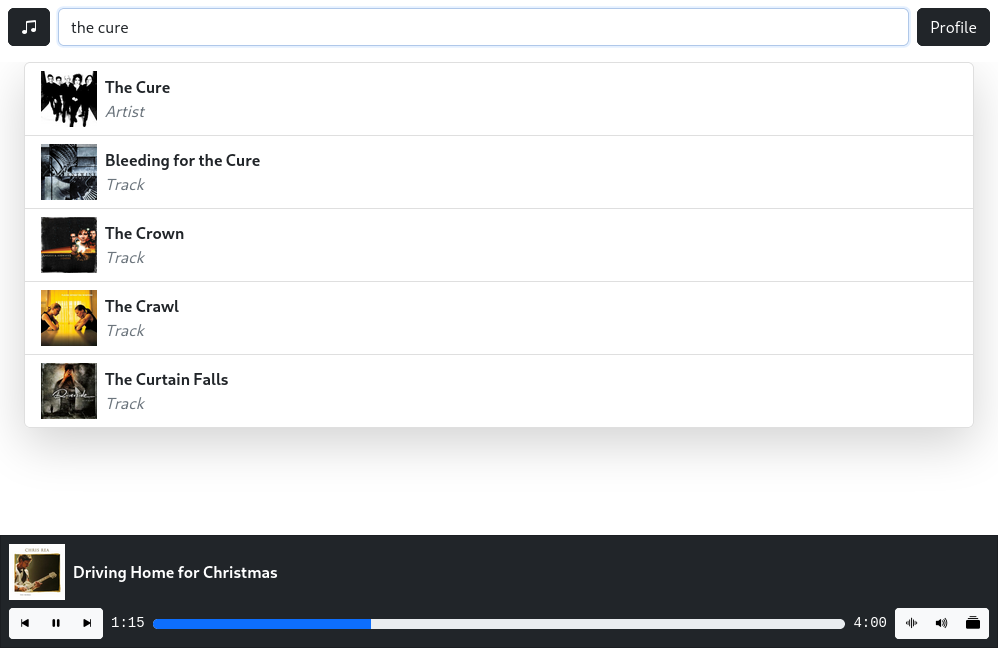 the cure
Profile
The Cure
Artist
Bleeding for the Cure
Track
The Crown
Track
The Crawl
Track
The Curtain Falls
Track
Driving Home for Christmas
1:15
4:00